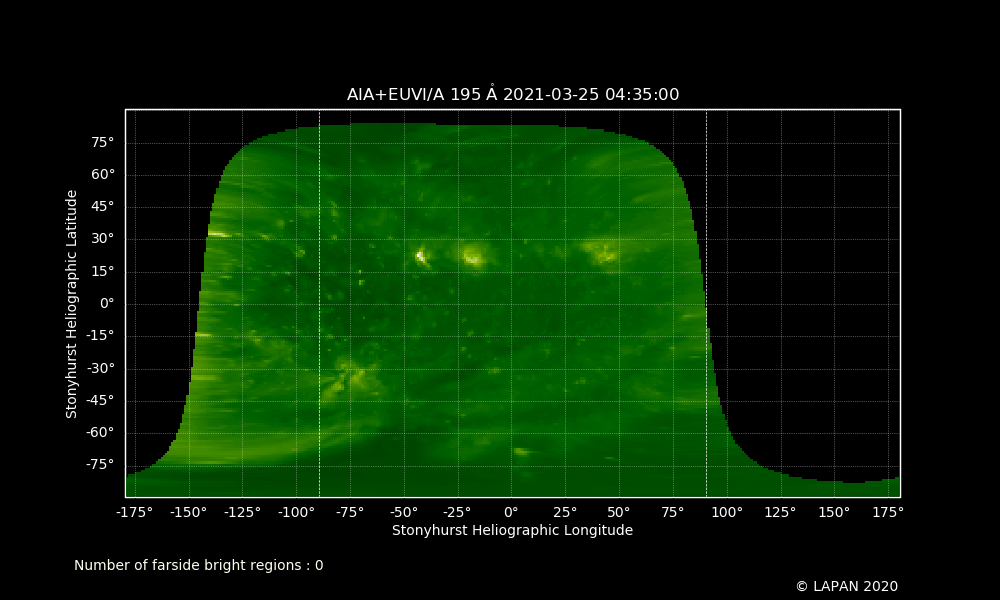 AIA+EUVI/A 195 Å 2021-03-25 04:35:00
75°
60°
45°
30°
15°
0°
-15°
-30°
-45°
-60°
-75°
Stonyhurst Heliographic Latitude
-175° -150° -125° -100° -75° -50° -25° 0° 25° 50° 75° 100° 125° 150° 175°
Stonyhurst Heliographic Longitude
Number of farside bright regions : 0
© LAPAN 2020